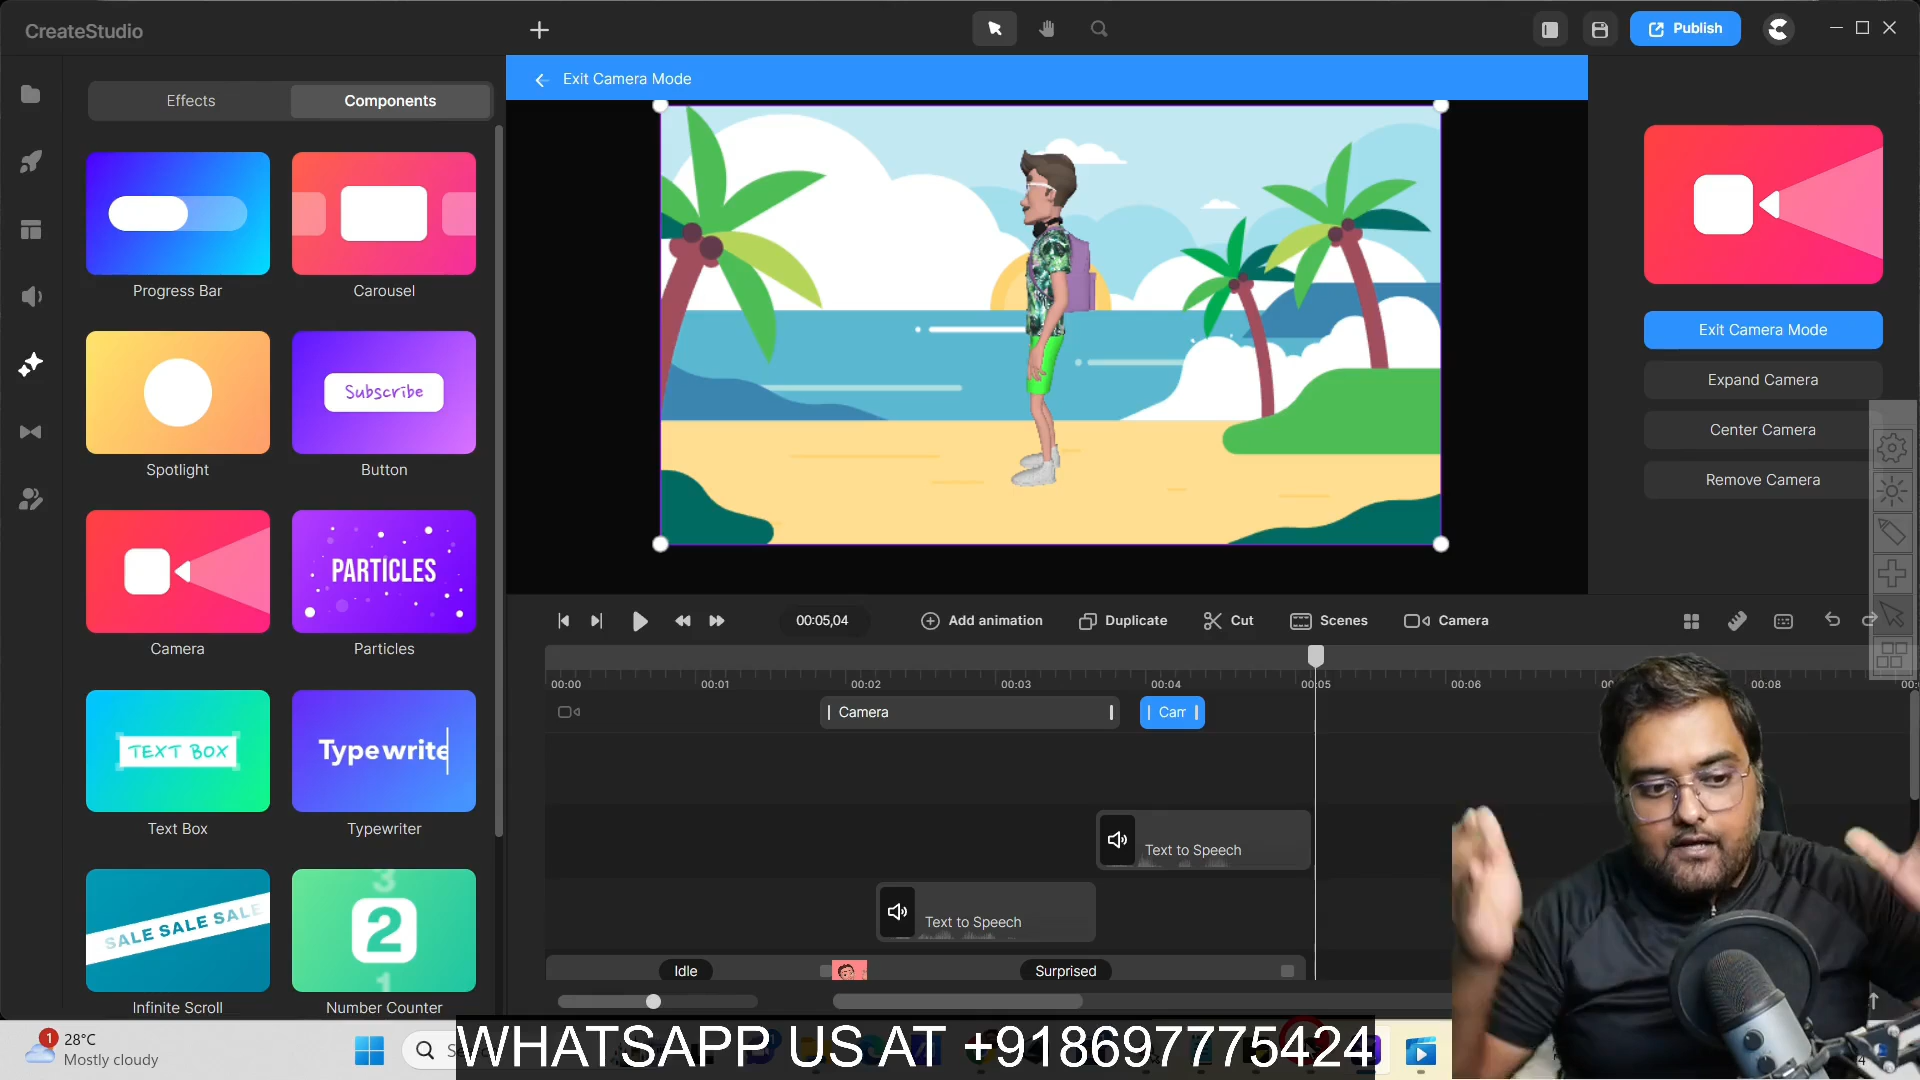 CreateStudio
Publish
Exit Camera Mode
Effects
Components
Progress Bar
Carousel
Subscribe
Spotlight
Button
PARTICLES
Camera
Particles
TEXT BOX
Typewrite
Text Box
Typewriter
SALE SALE SALE
3
2
1
Infinite Scroll
Number Counter
Exit Camera Mode
Expand Camera
Center Camera
Remove Camera
00:05,04
Add animation
Duplicate
Cut
Scenes
Camera
00:00
00:01
00:02
00:03
00:04
00:05
00:06
00:08
Camera
Text to Speech
Text to Speech
Idle
Surprised
1
28°C
Mostly cloudy
WHATSAPP US AT +918697775424